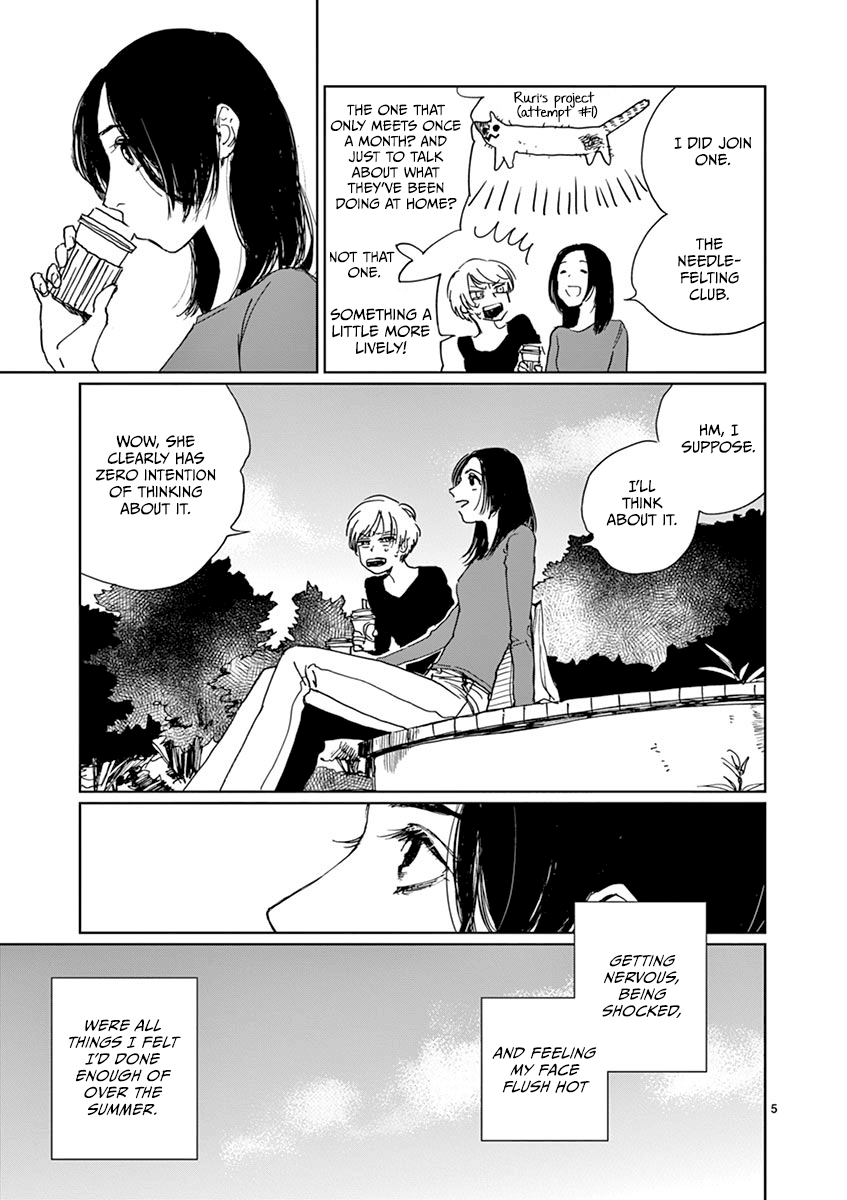 I DID JOIN
ONE.
THE
NEEDLE-
FELTING
CLUB.
Ruri's project
(attempt #1)
THE ONE THAT
ONLY MEETS ONCE
A MONTH? AND
JUST TO TALK
ABOUT WHAT
THEY'VE BEEN
DOING AT HOME?
NOT THAT
ONE.
SOMETHING A
LITTLE MORE
LIVELY!
HM, I
SUPPOSE.
I'LL
THINK
ABOUT IT.
WOW, SHE
CLEARLY HAS
ZERO INTENTION
OF THINKING
ABOUT IT.
GETTING
NERVOUS,
BEING
SHOCKED,
AND FEELING
MY FACE
FLUSH HOT
WERE ALL
THINGS I FELT
I'D DONE
ENOUGH OF
OVER THE
SUMMER.
5